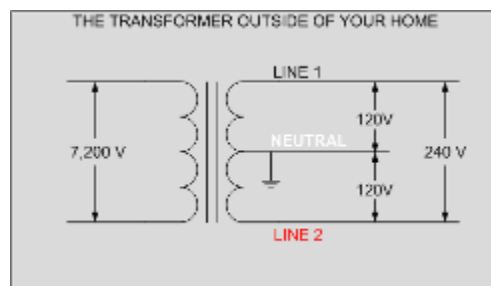 THE TRANSFORMER OUTSIDE OF YOUR HOME
LINE 1
120V
NEUTRAL
7,200 V
240 V
120V
LINE 2